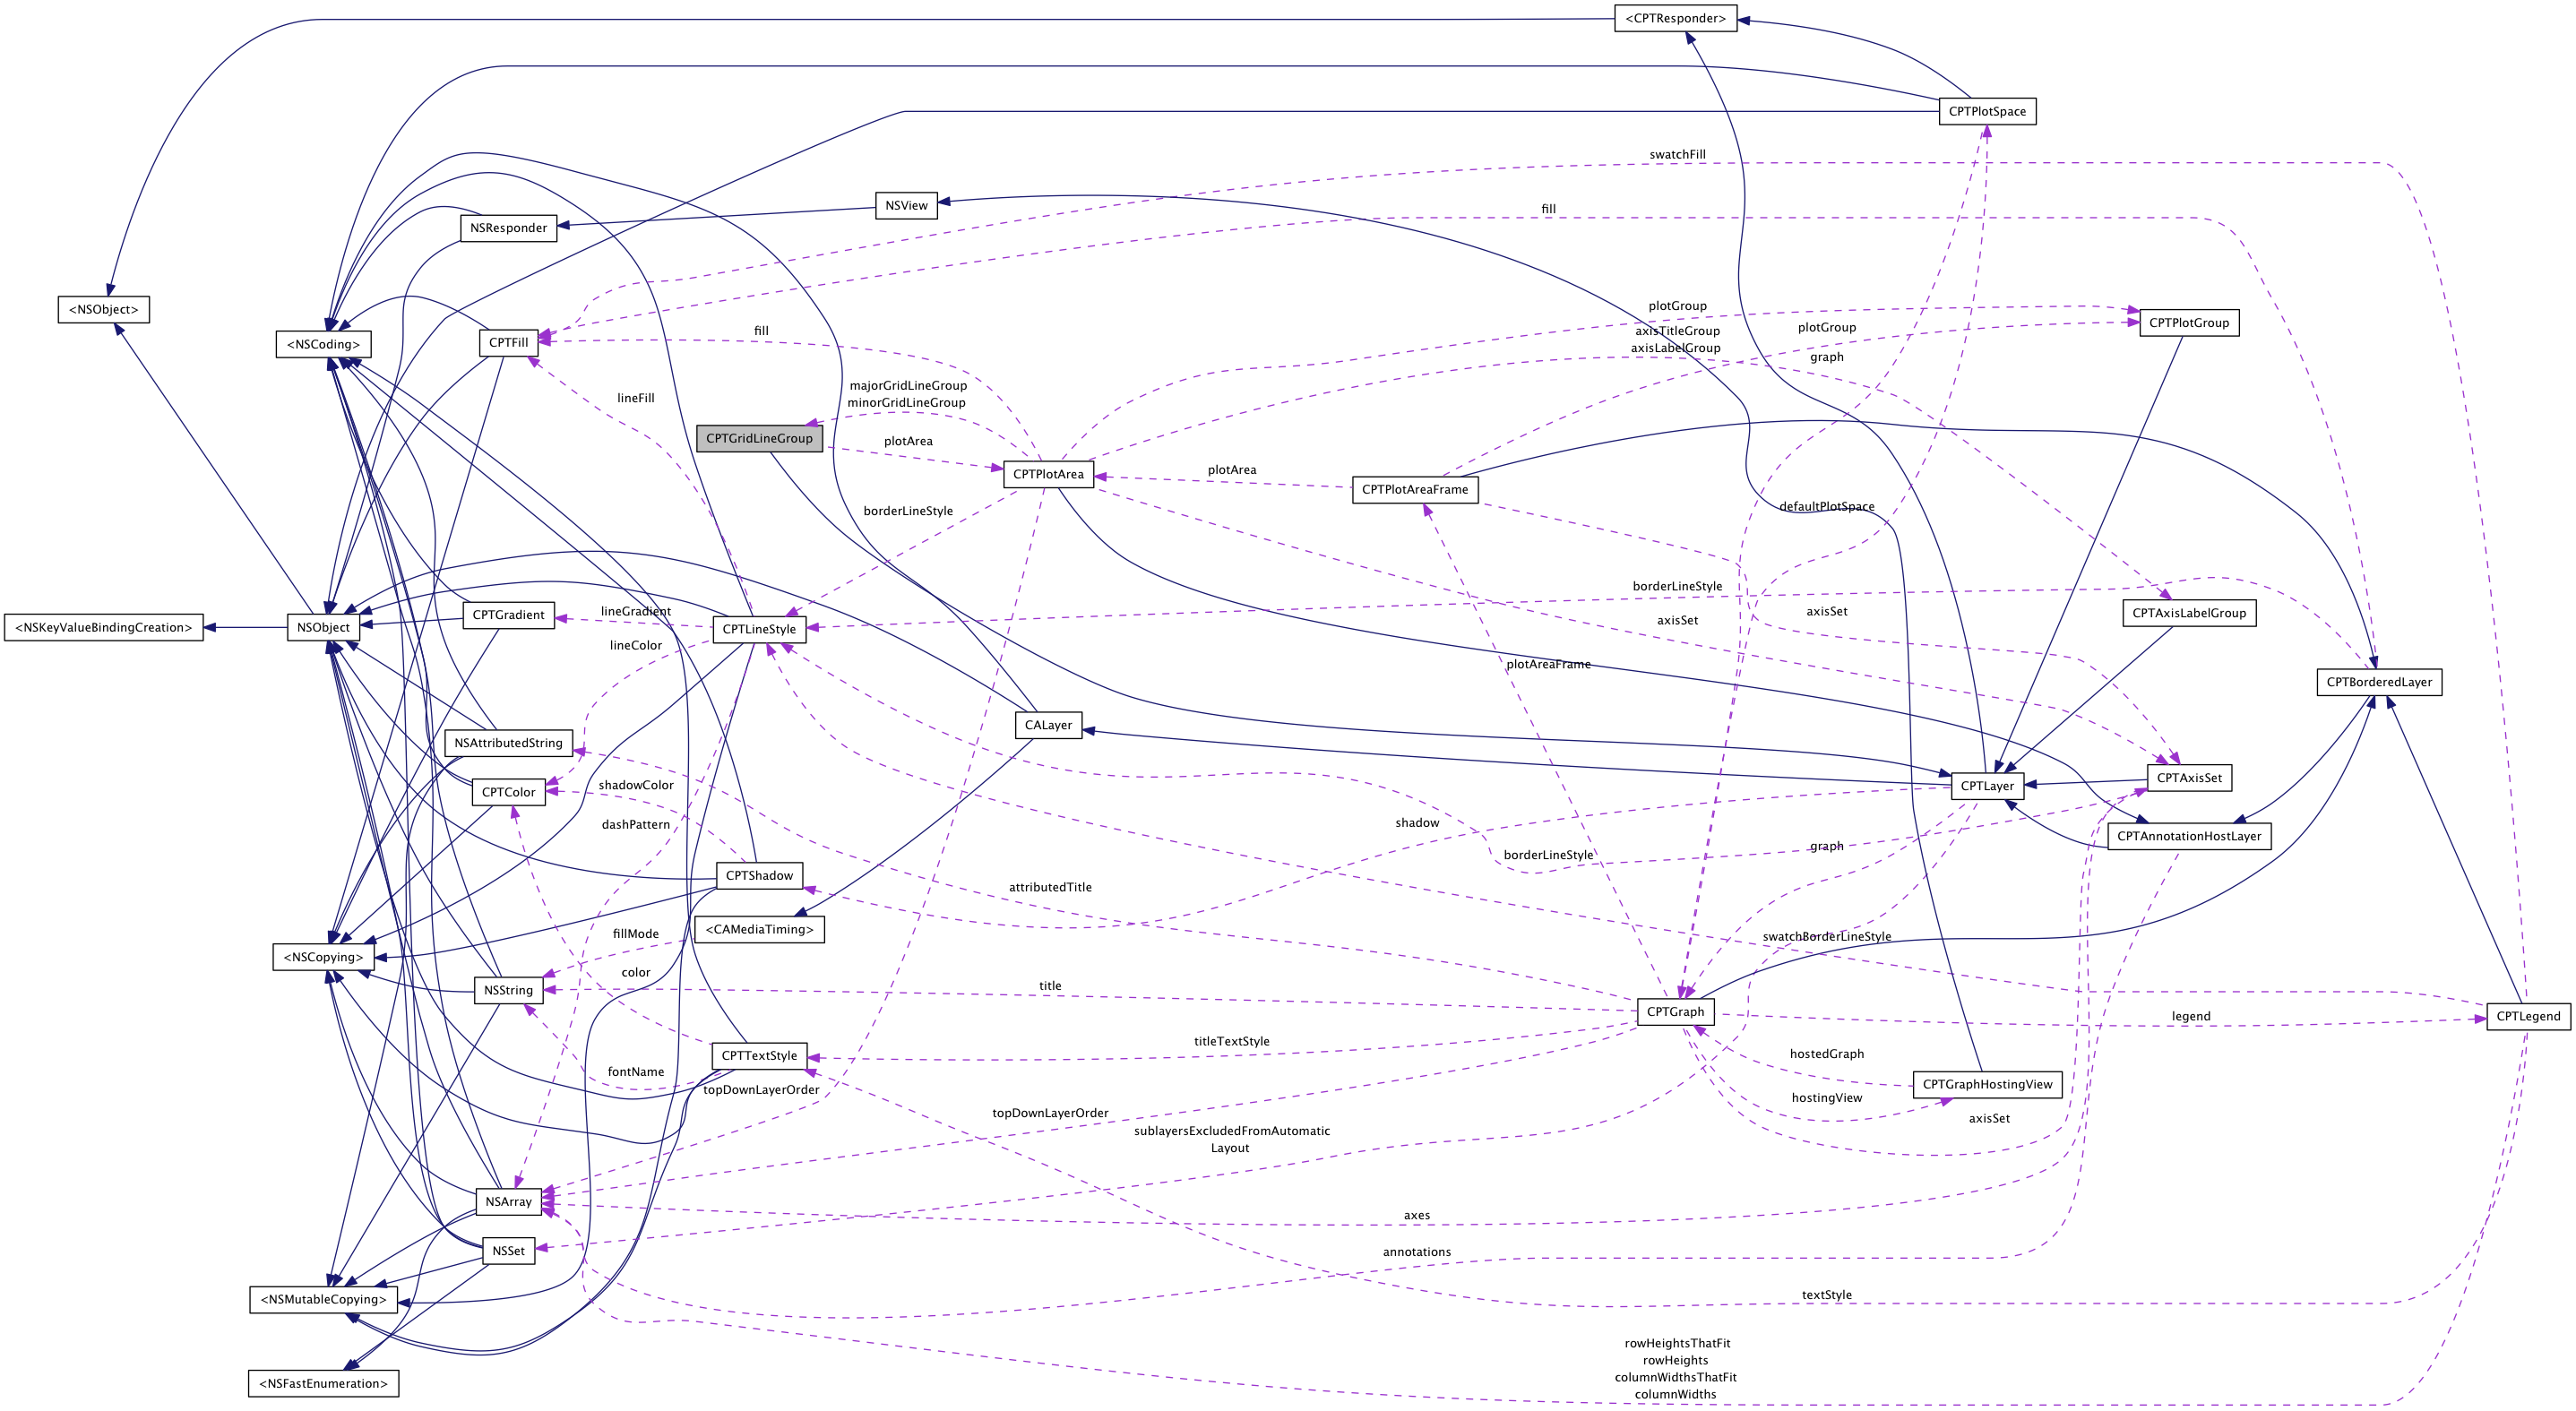 <CPTResponder>
CPTPlotSpace
swatchFill
NSView
fill
NSResponder
<NSObject>
plotGroup
CPTPlotGroup
axisTitleGroup
plotGroup
fill
<NSCoding>
CPTFill
axisLabelGroup
graph
majorGridLineGroup
lineFill
minorGridLineGroup
CPTGridLineGroup
plotArea
CPTPlotArea
plotArea
CPTPlotAreaFrame
borderLineStyle
defaultPlotSpace
borderLineStyle
lineGradient
CPTGradient
axisSet
CPTAxisLabelGroup
axisSet
<NSKeyValueBindingCreation>
NSObject
CPTLineStyle
lineColor
plotAreaFrame
CPTBorderedLayer
CALayer
NSAttributedString
CPTAxisSet
shadowColor
CPTColor
CPTLayer
dashPattern
shadow
CPTAnnotationHostLayer
graph
borderLineStyle
CPTShadow
attributedTitle
<CAMediaTiming>
fillMode
swatchBorderLineStyle
<NSCopying>
color
title
NSString
CPTGraph
legend
CPTLegend
titleTextStyle
CPTTextStyle
hostedGraph
fontName
CPTGraphHostingView
topDownLayerOrder
hostingView
topDownLayerOrder
axisSet
sublayersExcludedFromAutomatic
Layout
NSArray
axes
NSSet
annotations
<NSMutableCopying>
textStyle
rowHeightsThatFit
rowHeights
columnWidthsThatFit
columnWidths
<NSFastEnumeration>